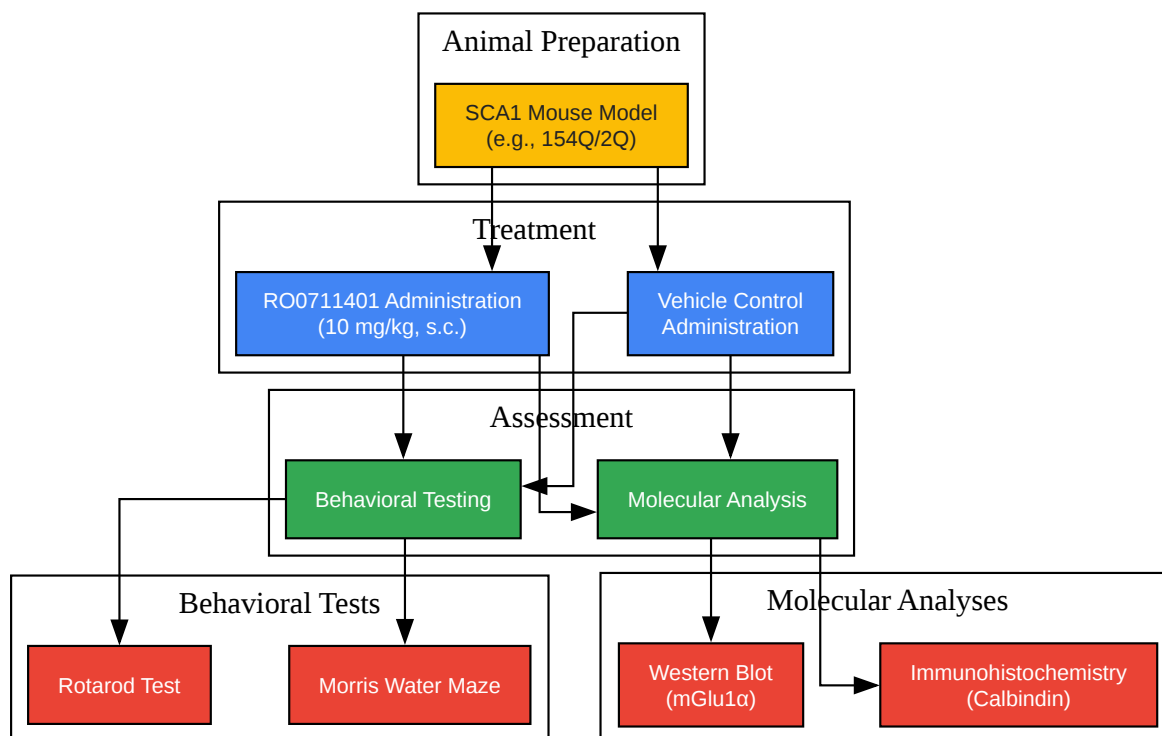 Animal Preparation
SCA1 Mouse Model
(e.g., 154Q/2Q)
Treatment
RO0711401 Administration
(10 mg/kg, s.c.)
Vehicle Control
Administration
Assessment
Behavioral Testing
Molecular Analysis
Behavioral Tests
Molecular Analyses
Rotarod Test
Morris Water Maze
Western Blot
(mGlu1α)
Immunohistochemistry
(Calbindin)